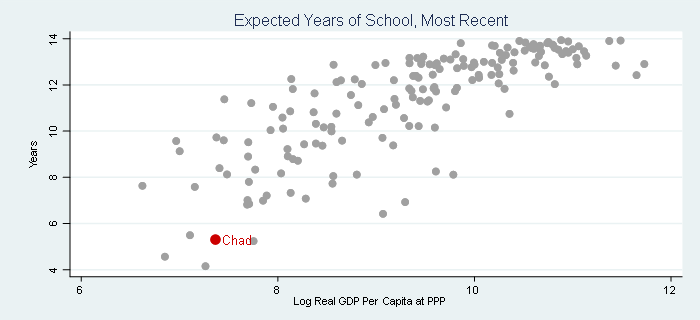 Expected Years of School, Most Recent
Years
14
12
10
8
6
4
Chad
6 8 10 12
Log Real GDP Per Capita at PPP